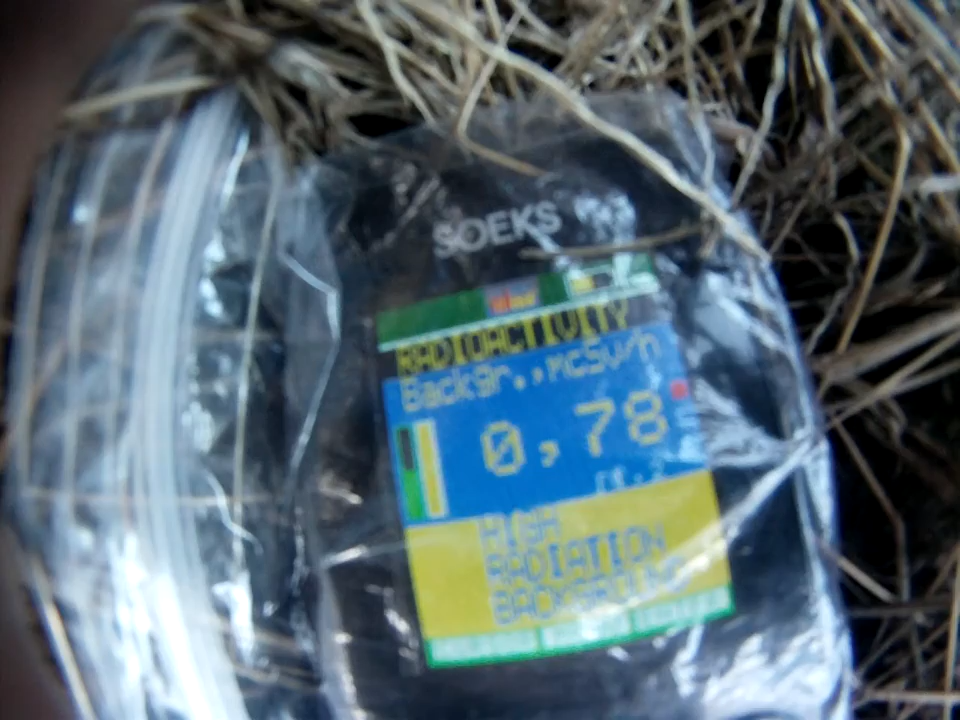 SOEKS
RADIOACTIVITY
Backgr., mcSv/h
0,78
HIGH
RADIATION
BACKGROUND